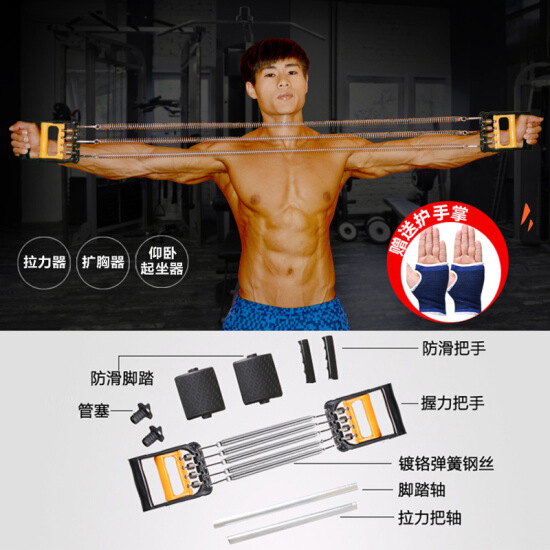 赠送护手掌
拉力器
扩胸器
仰卧
起坐器
防滑脚踏
管塞
防滑把手
握力把手
镀铬弹簧钢丝
脚踏轴
拉力把轴